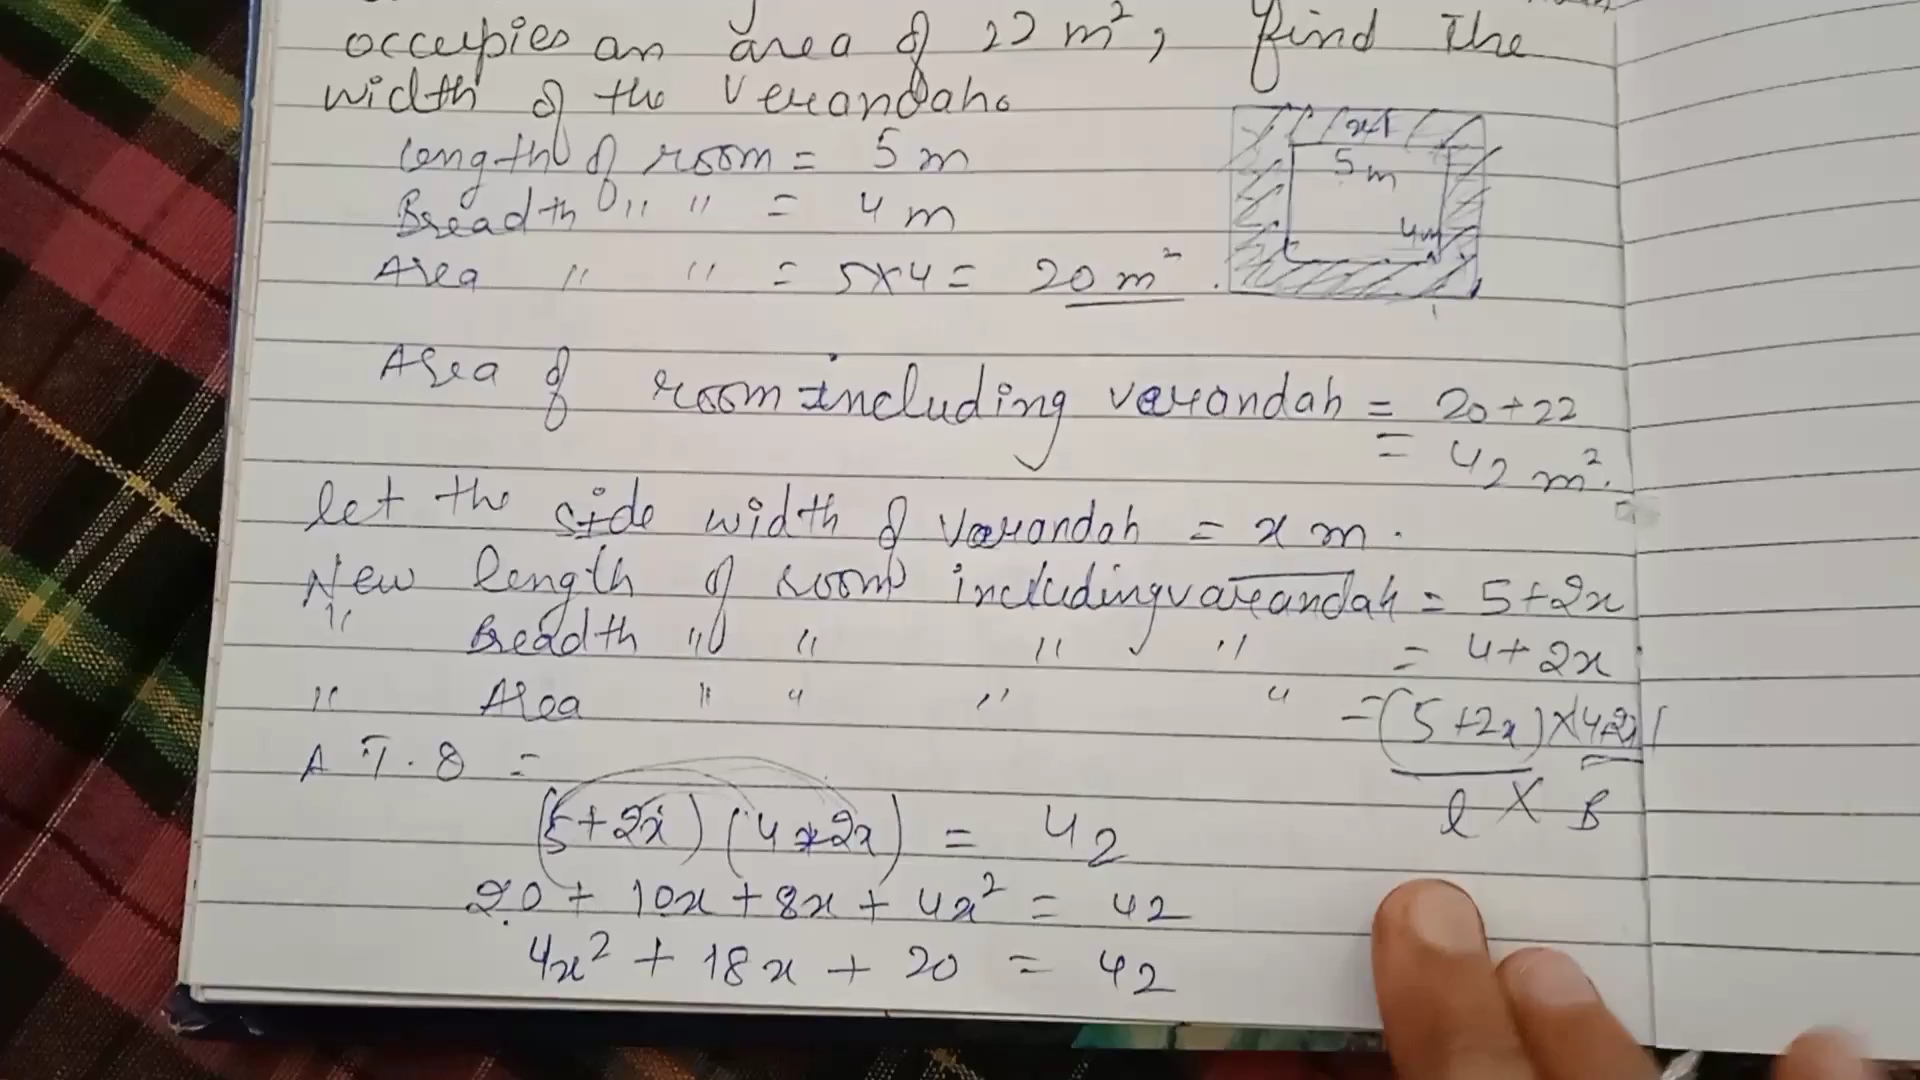 occupies an area of 22 m², find the
width of the verandah.
x
5 m
4m
length of room = 5 m
Breadth " " = 4 m
Area " " = 5×4 = 20 m²
Area of room including verandah = 20+22
= 42 m².
let the side width of varandah = x m.
New length of room including varandah = 5+2x
" Breadth " " " " = 4+2x
" Area " " " " = (5+2x)×(4+2x)
l × B
A T. Q =
(5+2x) (4+2x) = 42
20 + 10x + 8x + 4x² = 42
4x² + 18x + 20 = 42